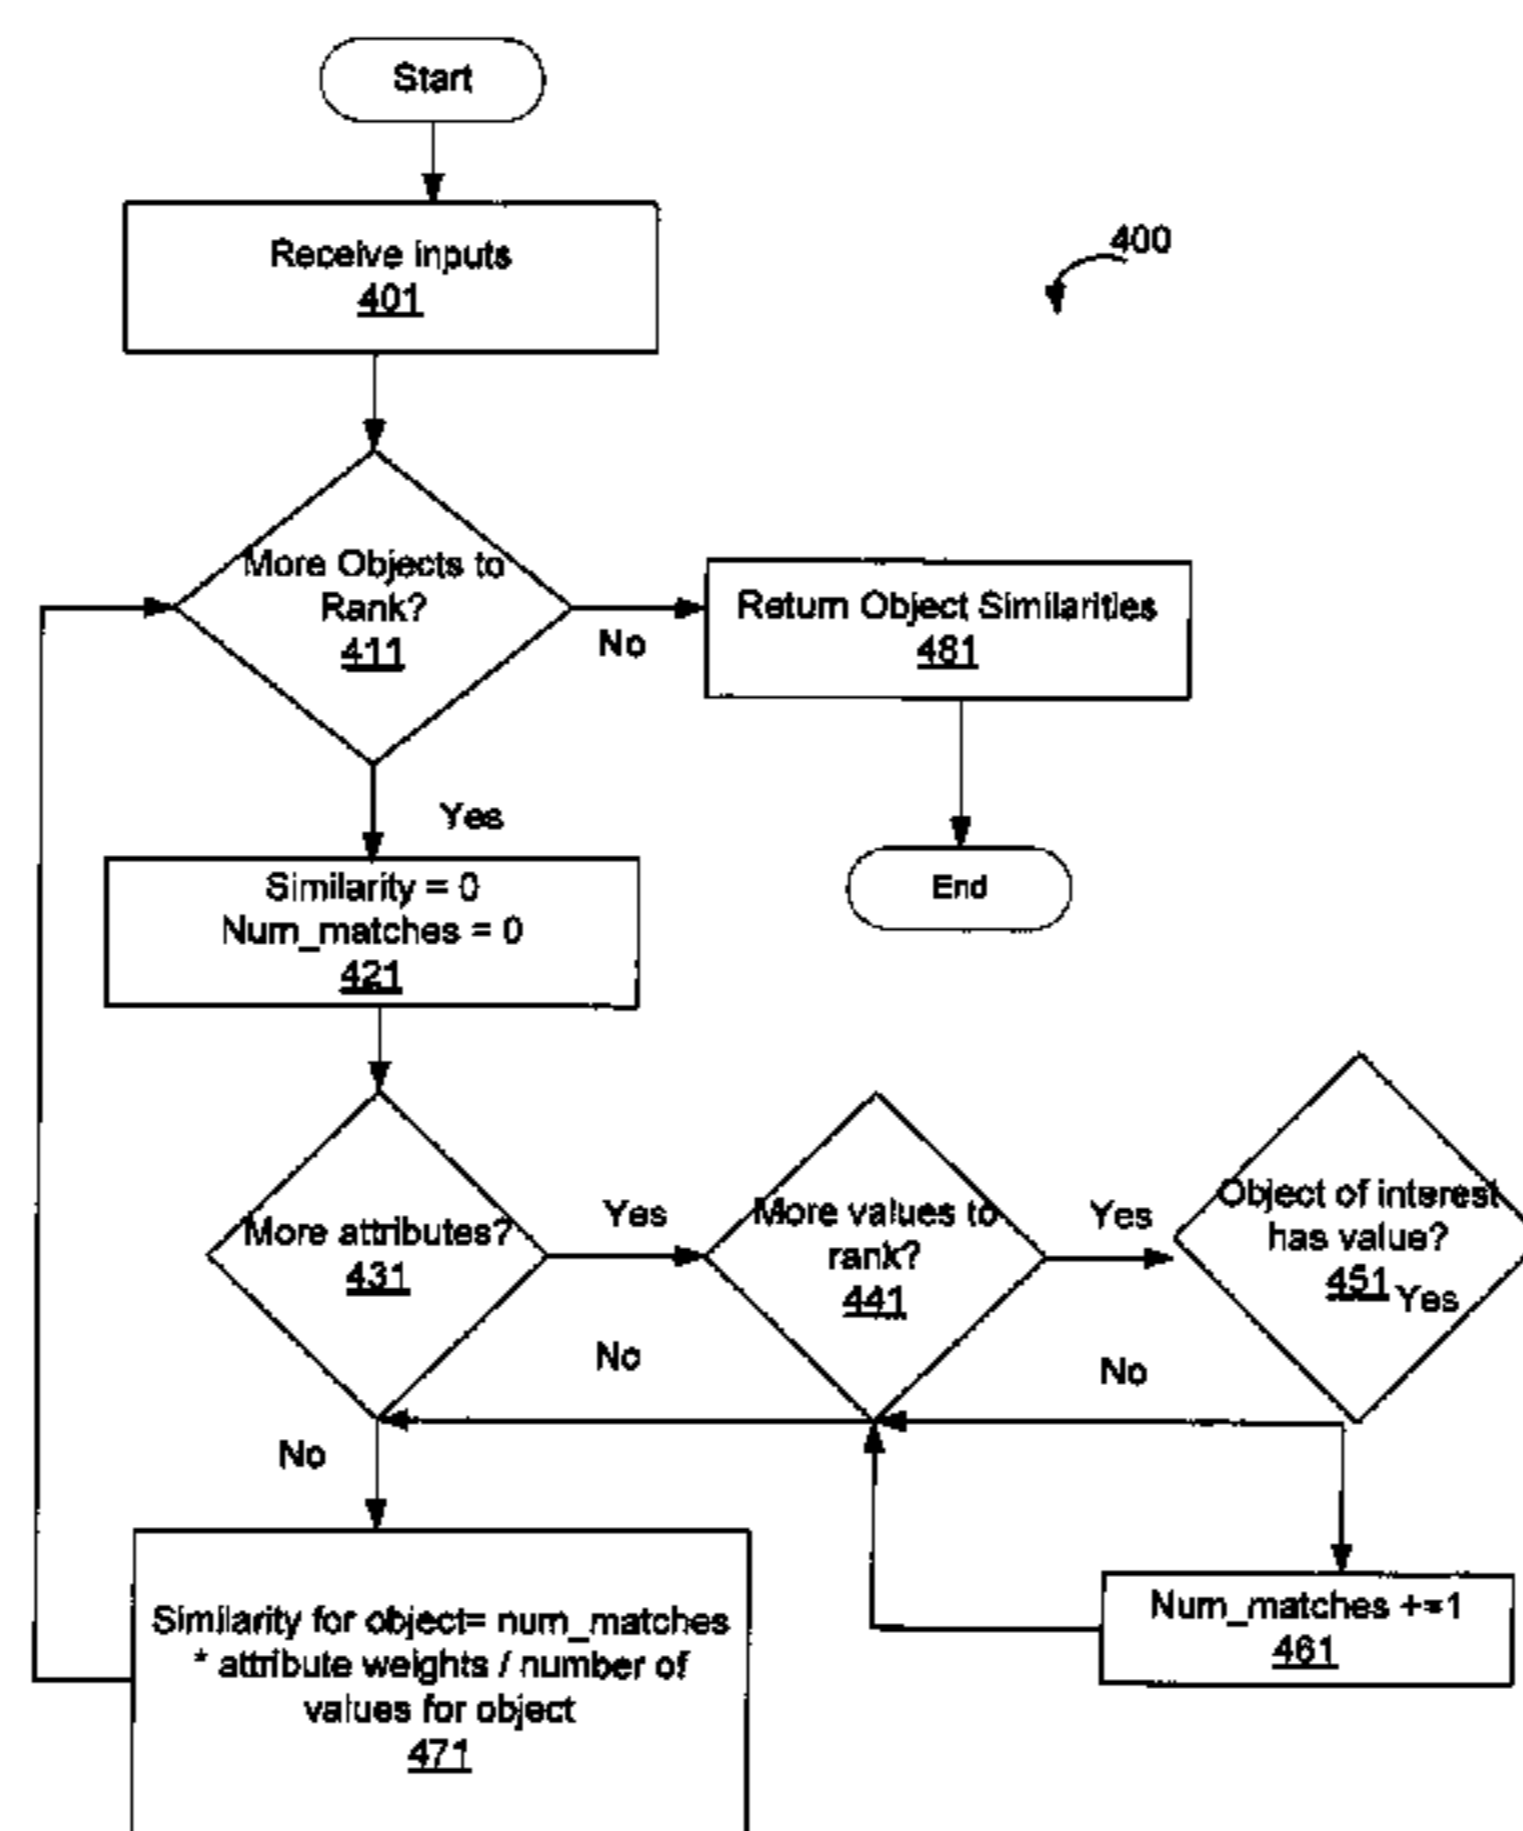 Start
Receive inputs
401
400
More Objects to
Rank?
411
No
Return Object Similarities
481
Yes
End
Similarity = 0
Num_matches = 0
421
More attributes?
431
Yes
More values to
rank?
441
Yes
Object of interest
has value?
451
Yes
No
No
No
Num_matches +=1
461
Similarity for object= num_matches
* attribute weights / number of
values for object
471